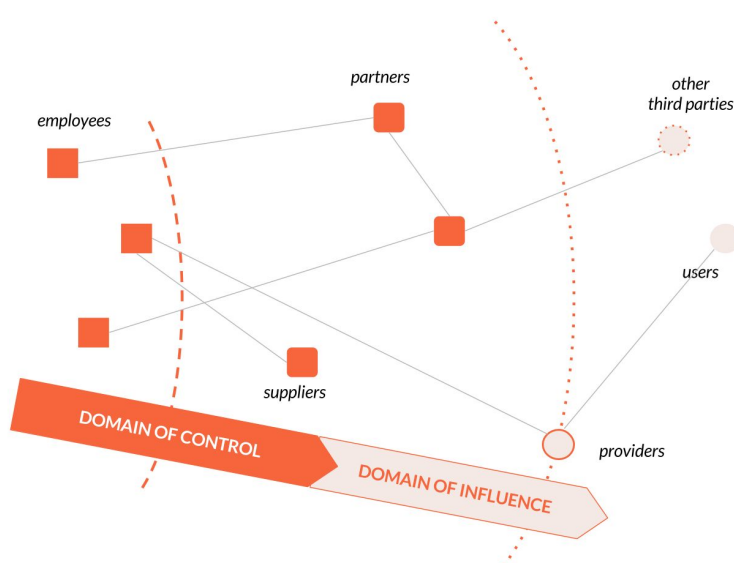 partners
other
third parties
employees
users
suppliers
DOMAIN OF CONTROL
DOMAIN OF INFLUENCE
providers